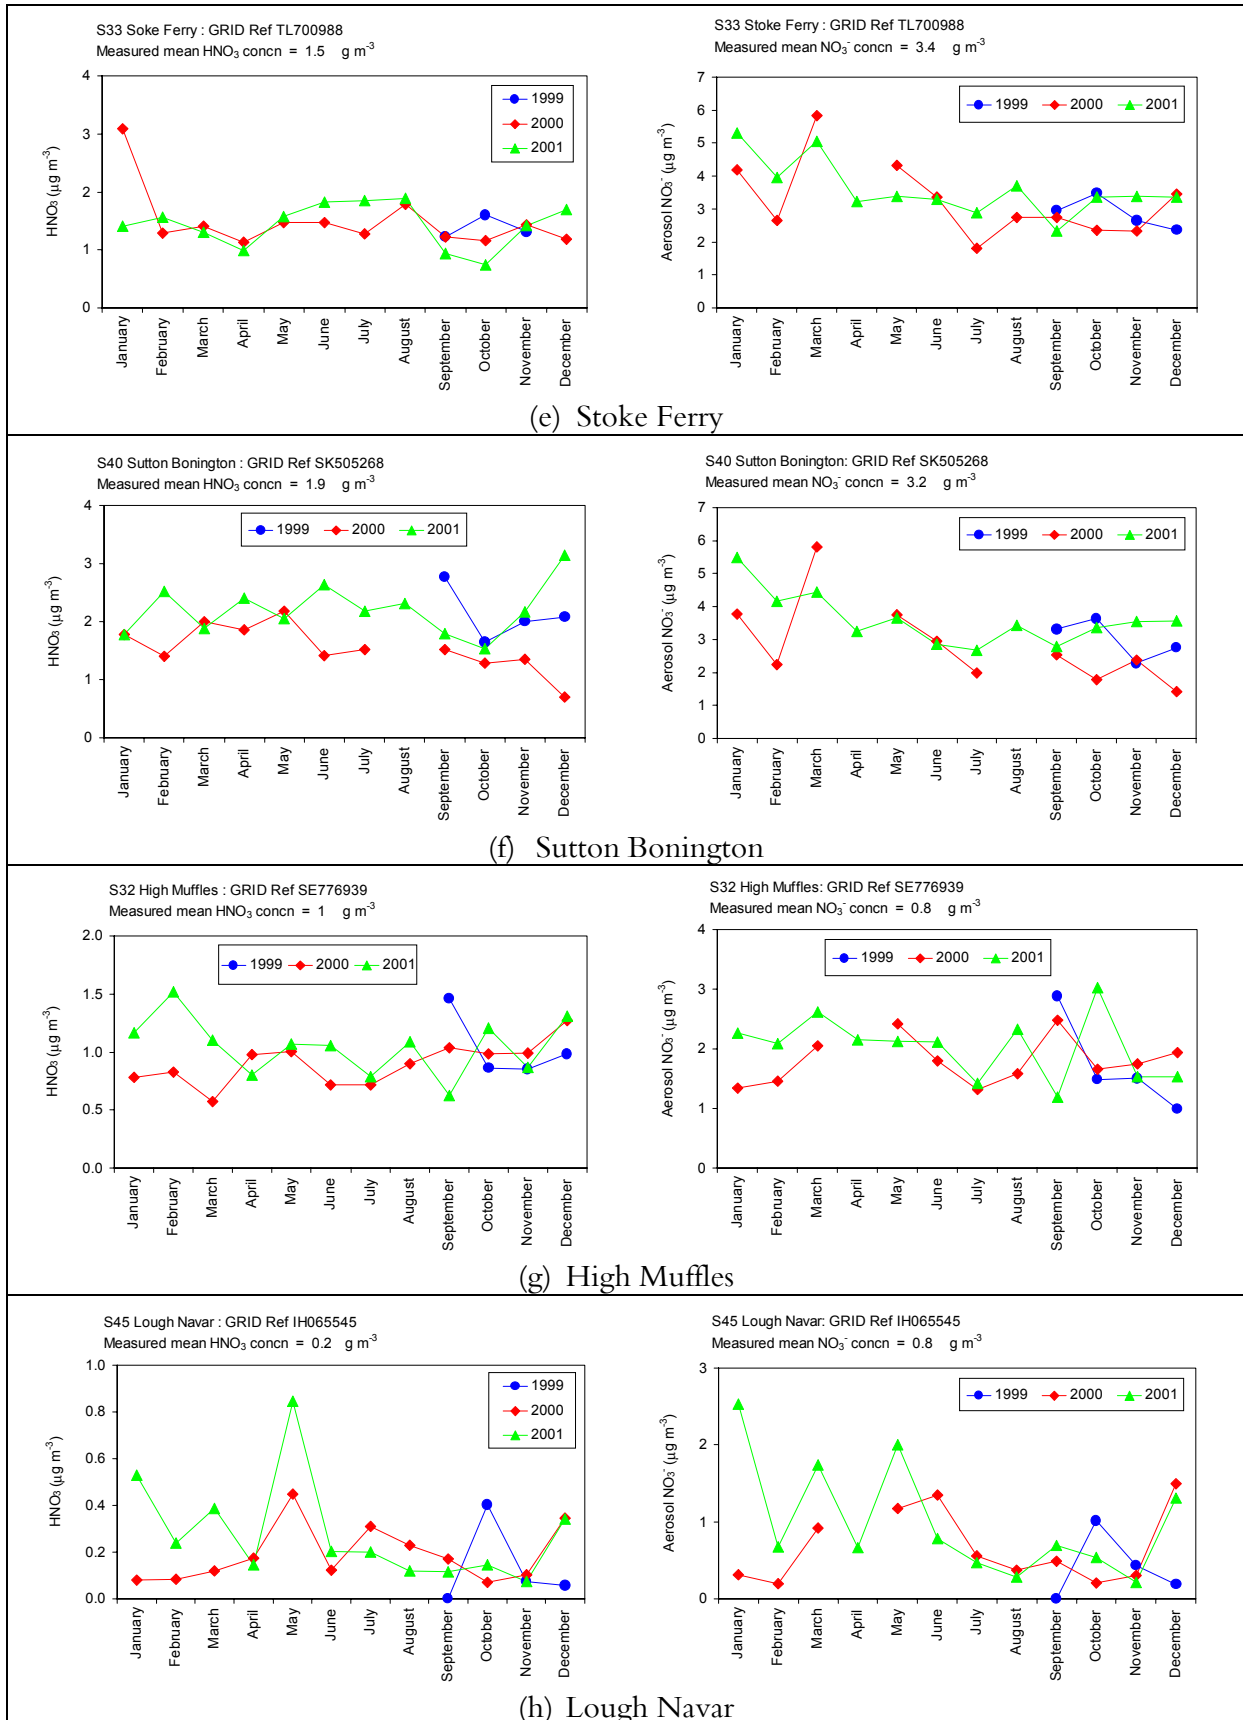 S33 Soke Ferry : GRID Ref TL700988
Measured mean HNO₃ concn = 1.5 g m⁻³
HNO₃ (µg m⁻³)
4
3
2
1
0
1999
2000
2001
January
February
March
April
May
June
July
August
September
October
November
December
S33 Stoke Ferry : GRID Ref TL700988
Measured mean NO₃⁻ concn = 3.4 g m⁻³
Aerosol NO₃⁻ (µg m⁻³)
7
6
5
4
3
2
1
0
1999 2000 2001
January
February
March
April
May
June
July
August
September
October
November
December
(e) Stoke Ferry
S40 Sutton Bonington : GRID Ref SK505268
Measured mean HNO₃ concn = 1.9 g m⁻³
HNO₃ (µg m⁻³)
4
3
2
1
0
1999 2000 2001
January
February
March
April
May
June
July
August
September
October
November
December
S40 Sutton Bonington: GRID Ref SK505268
Measured mean NO₃⁻ concn = 3.2 g m⁻³
Aerosol NO₃⁻ (µg m⁻³)
7
6
5
4
3
2
1
0
1999 2000 2001
January
February
March
April
May
June
July
August
September
October
November
December
(f) Sutton Bonington
S32 High Muffles : GRID Ref SE776939
Measured mean HNO₃ concn = 1 g m⁻³
HNO₃ (µg m⁻³)
2.0
1.5
1.0
0.5
0.0
1999 2000 2001
January
February
March
April
May
June
July
August
September
October
November
December
S32 High Muffles: GRID Ref SE776939
Measured mean NO₃⁻ concn = 0.8 g m⁻³
Aerosol NO₃⁻ (µg m⁻³)
4
3
2
1
0
1999 2000 2001
January
February
March
April
May
June
July
August
September
October
November
December
(g) High Muffles
S45 Lough Navar : GRID Ref IH065545
Measured mean HNO₃ concn = 0.2 g m⁻³
HNO₃ (µg m⁻³)
1.0
0.8
0.6
0.4
0.2
0.0
1999
2000
2001
January
February
March
April
May
June
July
August
September
October
November
December
S45 Lough Navar: GRID Ref IH065545
Measured mean NO₃⁻ concn = 0.8 g m⁻³
Aerosol NO₃⁻ (µg m⁻³)
3
2
1
0
1999 2000 2001
January
February
March
April
May
June
July
August
September
October
November
December
(h) Lough Navar